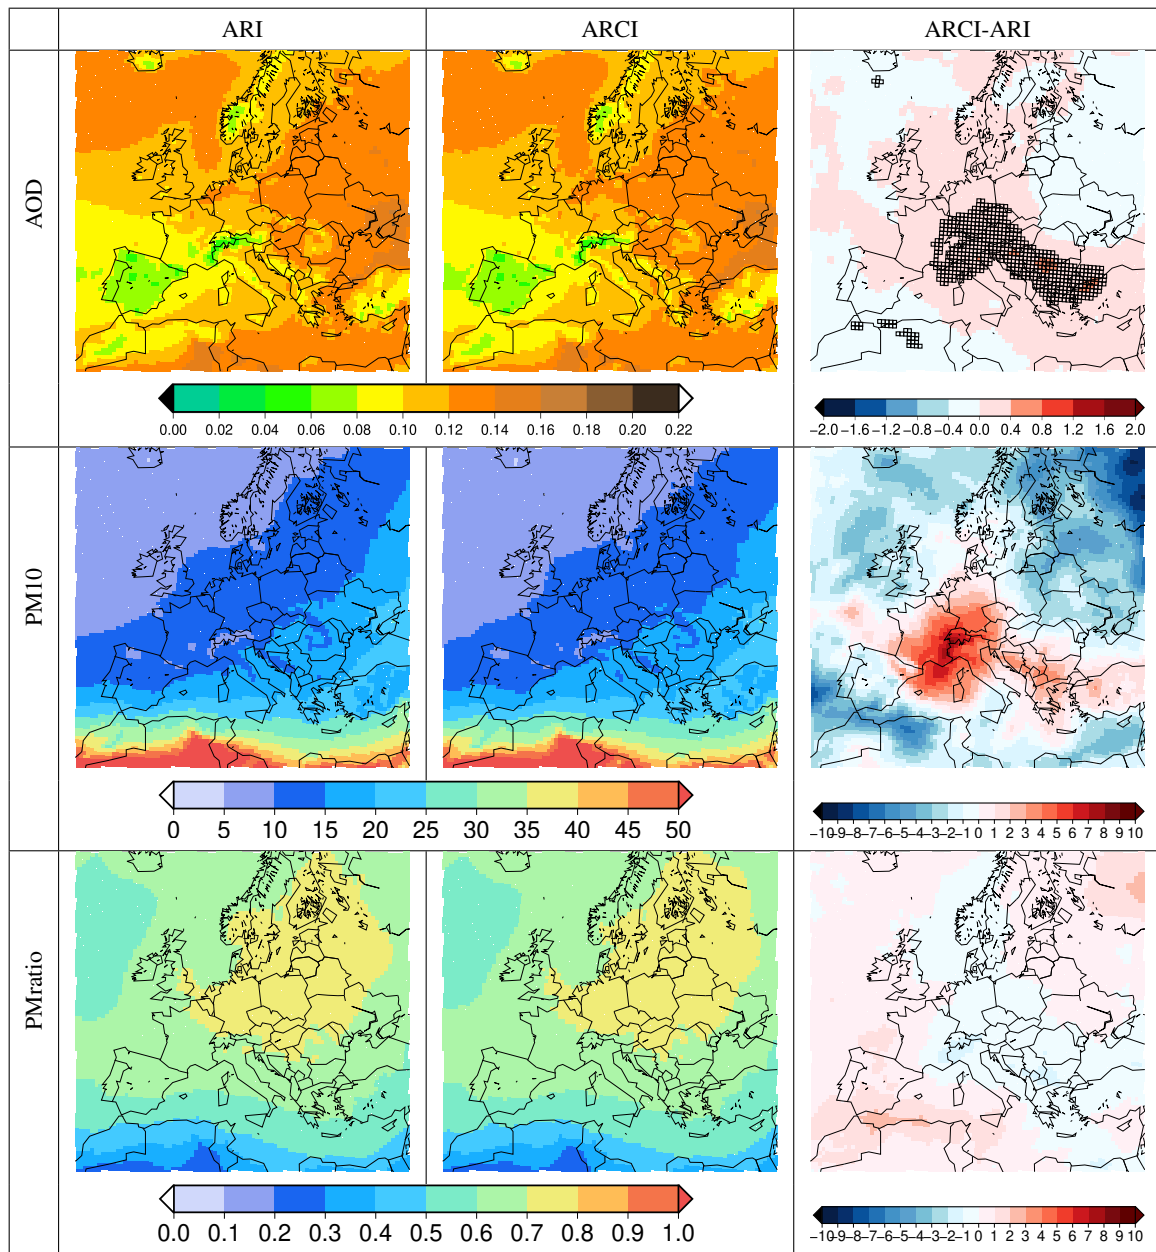 ARI ARCI ARCI-ARI
AOD
0.00 0.02 0.04 0.06 0.08 0.10 0.12 0.14 0.16 0.18 0.20 0.22
−2.0 −1.6 −1.2 −0.8 −0.4 0.0 0.4 0.8 1.2 1.6 2.0
PM10
0 5 10 15 20 25 30 35 40 45 50
−10 −9 −8 −7 −6 −5 −4 −3 −2 −1 0 1 2 3 4 5 6 7 8 9 10
PMratio
0.0 0.1 0.2 0.3 0.4 0.5 0.6 0.7 0.8 0.9 1.0
−10 −9 −8 −7 −6 −5 −4 −3 −2 −1 0 1 2 3 4 5 6 7 8 9 10